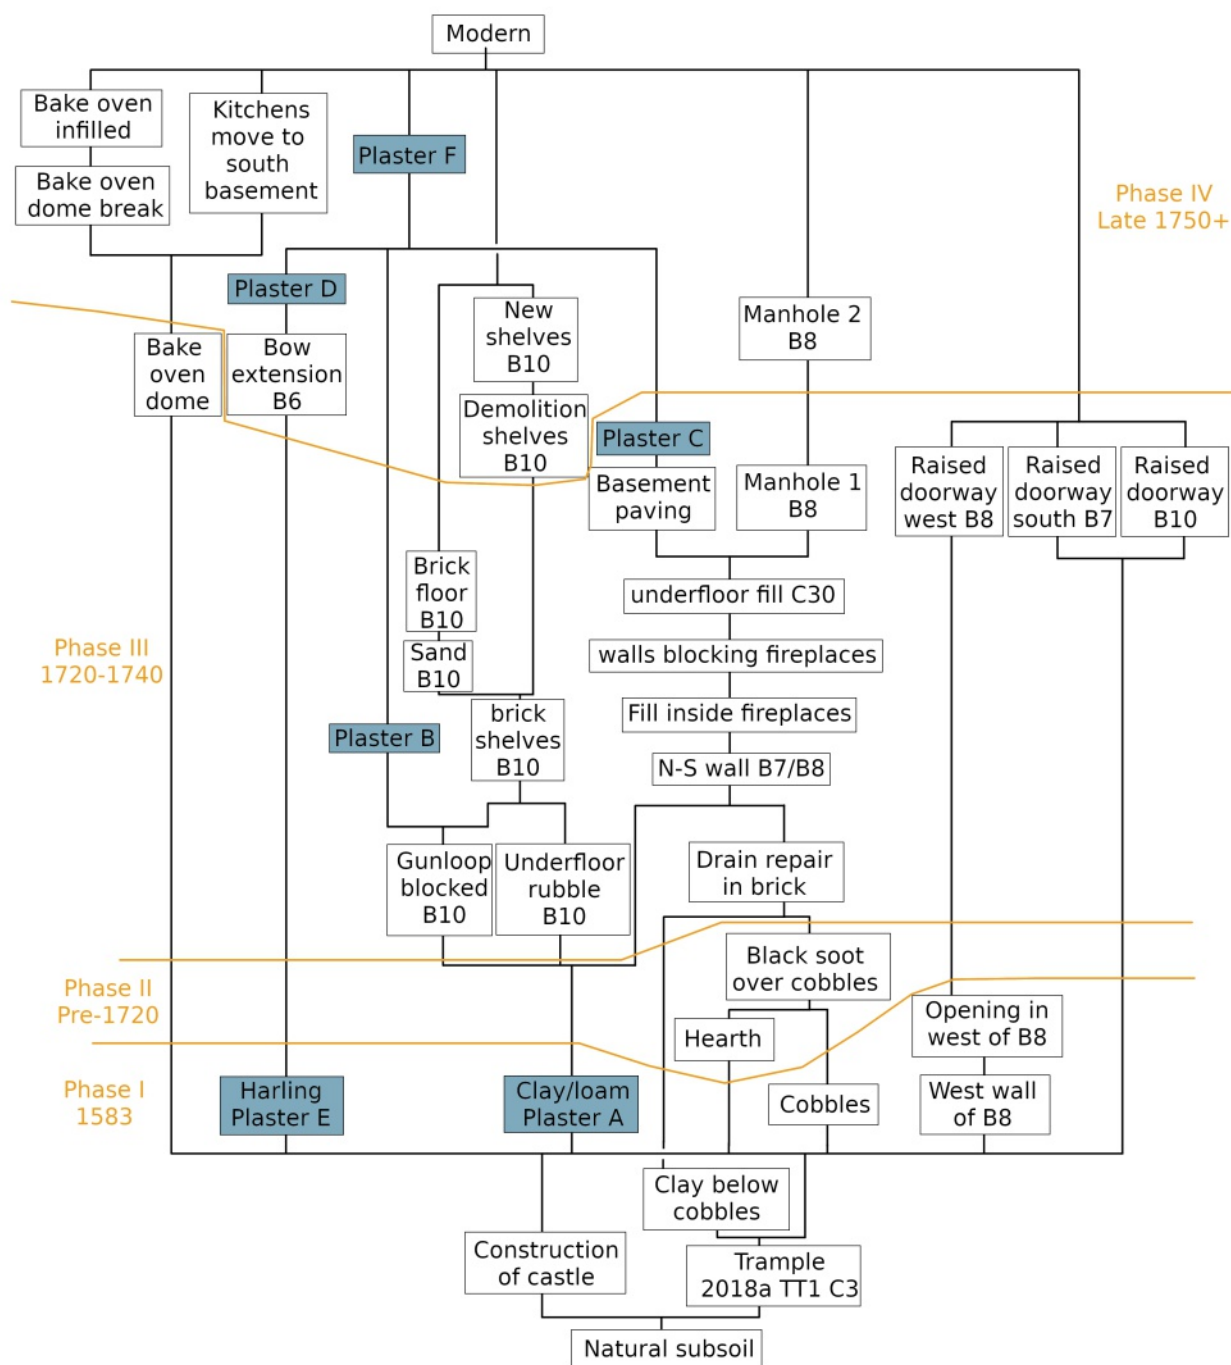 Modern
Bake oven
infilled
Kitchens
move to
south
basement
Plaster F
Bake oven
dome break
Phase IV
Late 1750+
Plaster D
New
shelves
B10
Manhole 2
B8
Bake
oven
dome
Bow
extension
B6
Demolition
shelves
B10
Plaster C
Basement
paving
Manhole 1
B8
Raised
doorway
west B8
Raised
doorway
south B7
Raised
doorway
B10
Brick
floor
B10
underfloor fill C30
Phase III
1720-1740
Sand
B10
walls blocking fireplaces
Plaster B
brick
shelves
B10
Fill inside fireplaces
N-S wall B7/B8
Gunloop
blocked
B10
Underfloor
rubble
B10
Drain repair
in brick
Phase II
Pre-1720
Black soot
over cobbles
Hearth
Opening in
west of B8
Phase I
1583
Harling
Plaster E
Clay/loam
Plaster A
Cobbles
West wall
of B8
Clay below
cobbles
Construction
of castle
Trample
2018a TT1 C3
Natural subsoil